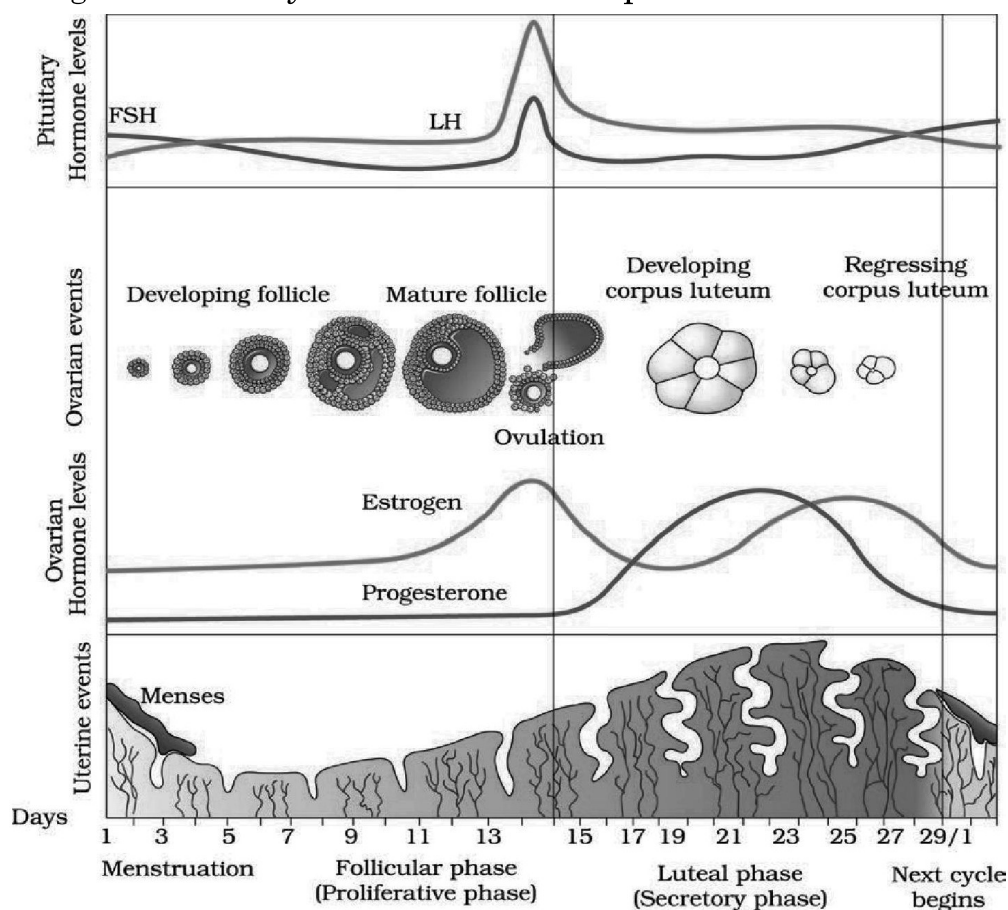 Pituitary
Hormone levels
FSH
LH
Ovarian events
Developing follicle
Mature follicle
Developing
corpus luteum
Regressing
corpus luteum
Ovulation
Ovarian
Hormone levels
Estrogen
Progesterone
Uterine events
Menses
Days
1 3 5 7 9 11 13 15 17 19 21 23 25 27 29/1
Menstruation
Follicular phase
(Proliferative phase)
Luteal phase
(Secretory phase)
Next cycle
begins